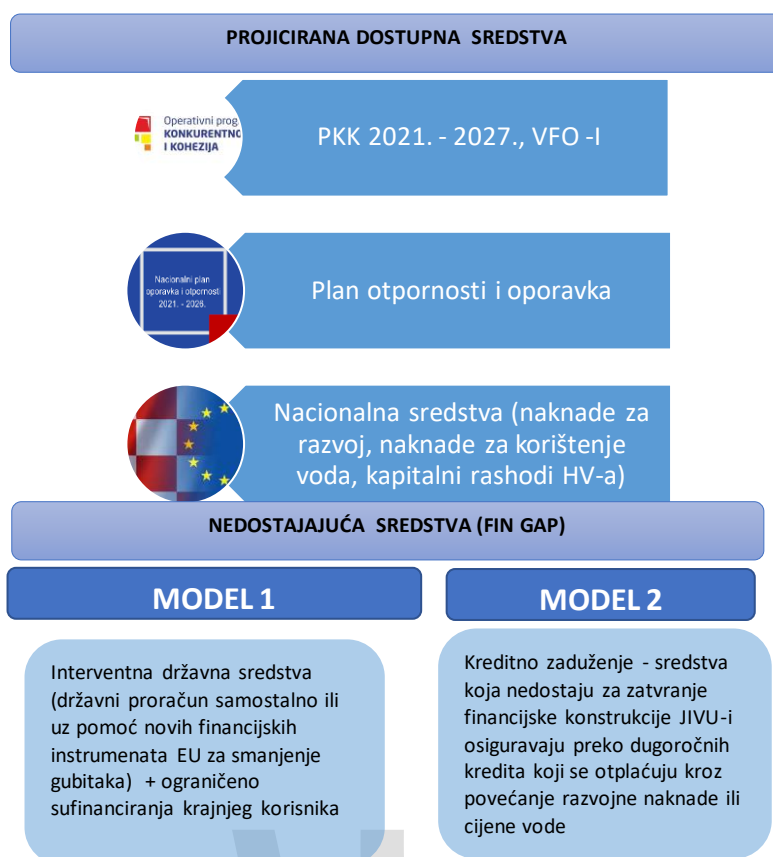 PROJICIRANA DOSTUPNA SREDSTVA
Operativni prog
KONKURENTNO
I KOHEZIJA
PKK 2021. - 2027., VFO -I
Nacionalni plan
oporavka i otpornosti
2021. - 2026.
Plan otpornosti i oporavka
Nacionalna sredstva (naknade za
razvoj, naknade za korištenje
voda, kapitalni rashodi HV-a)
NEDOSTAJAJUĆA SREDSTVA (FIN GAP)
MODEL 1
Interventna državna sredstva
(državni proračun samostalno ili
uz pomoć novih financijskih
instrumenata EU za smanjenje
gubitaka) + ograničeno
sufinanciranja krajnjeg korisnika
MODEL 2
Kreditno zaduženje - sredstva
koja nedostaju za zatvranje
financijske konstrukcije JIVU-i
osiguravaju preko dugoročnih
kredita koji se otplaćuju kroz
povećanje razvojne naknade ili
cijene vode